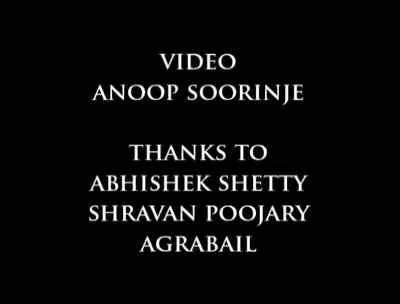 VIDEO
ANOOP SOORINJE
THANKS TO
ABHISHEK SHETTY
SHRAVAN POOJARY
AGRABAIL